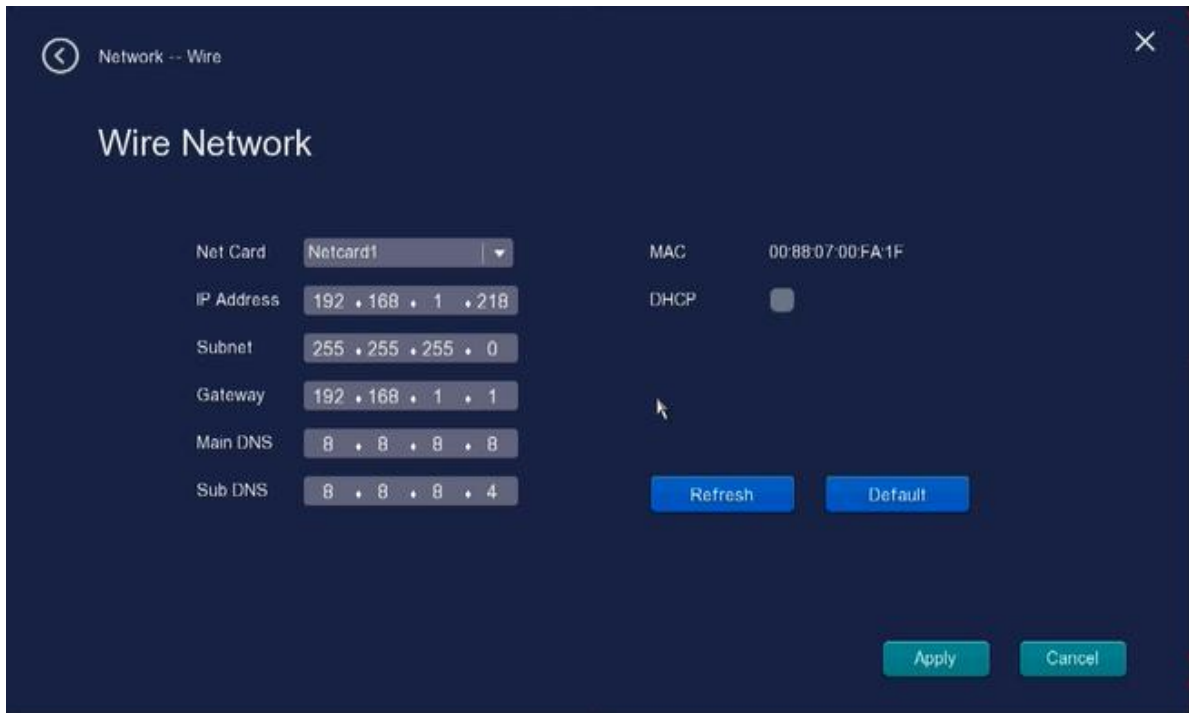 Network -- Wire
Wire Network
Net Card Netcard1
MAC 00:88:07:00:FA:1F
IP Address 192 . 168 . 1 . 218
DHCP
Subnet 255 . 255 . 255 . 0
Gateway 192 . 168 . 1 . 1
Main DNS 8 . 8 . 8 . 8
Sub DNS 8 . 8 . 8 . 4
Refresh Default
Apply Cancel